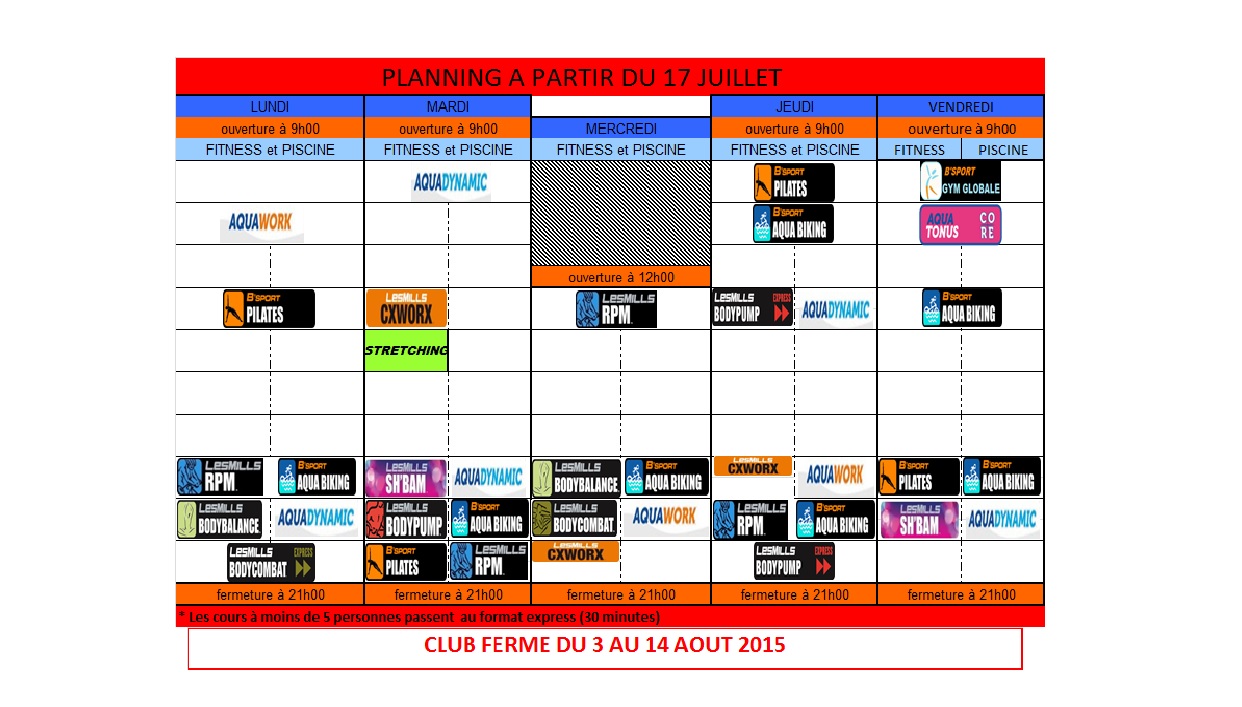 PLANNING A PARTIR DU 17 JUILLET
LUNDI MARDI JEUDI VENDREDI
ouverture à 9h00 ouverture à 9h00 MERCREDI ouverture à 9h00 ouverture à 9h00
FITNESS et PISCINE FITNESS et PISCINE FITNESS et PISCINE FITNESS et PISCINE FITNESS PISCINE
AQUADYNAMIC B'SPORT PILATES B'SPORT GYM GLOBALE
AQUAWORK B'SPORT AQUA BIKING AQUA TONUS CORE
ouverture à 12h00
B'SPORT PILATES LESMILLS CXWORX LESMILLS RPM LESMILLS BODYPUMP EXPRESS AQUADYNAMIC B'SPORT AQUA BIKING
STRETCHING
LESMILLS RPM B'SPORT AQUA BIKING LESMILLS SH'BAM AQUADYNAMIC LESMILLS BODYBALANCE B'SPORT AQUA BIKING LESMILLS CXWORX AQUAWORK B'SPORT PILATES B'SPORT AQUA BIKING
LESMILLS BODYBALANCE AQUADYNAMIC LESMILLS BODYPUMP B'SPORT AQUA BIKING LESMILLS BODYCOMBAT AQUAWORK LESMILLS RPM B'SPORT AQUA BIKING LESMILLS SH'BAM AQUADYNAMIC
LESMILLS BODYCOMBAT EXPRESS B'SPORT PILATES LESMILLS RPM LESMILLS CXWORX LESMILLS BODYPUMP EXPRESS
fermeture à 21h00 fermeture à 21h00 fermeture à 21h00 fermeture à 21h00 fermeture à 21h00
* Les cours à moins de 5 personnes passent au format express (30 minutes)
CLUB FERME DU 3 AU 14 AOUT 2015